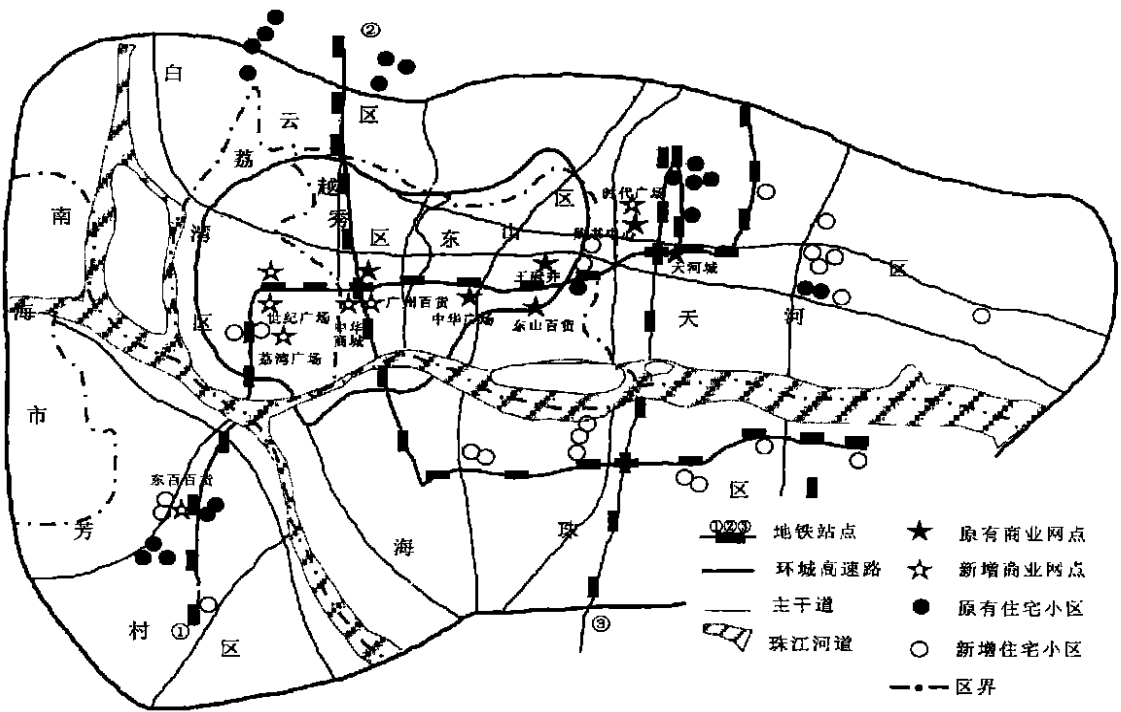 ②
白
云
区
荔
越
秀
区
湾
区
南
海
市
东
山
区
时代广场
天河城
王府井
广州百货
中华广场
东山百货
世纪广场
中华
商城
荔湾广场
天
河
区
东百百货
芳
村
区
①
海
珠
区
③
①②③ 地铁站点
环城高速路
主干道
珠江河道
原有商业网点
新增商业网点
原有住宅小区
新增住宅小区
区界